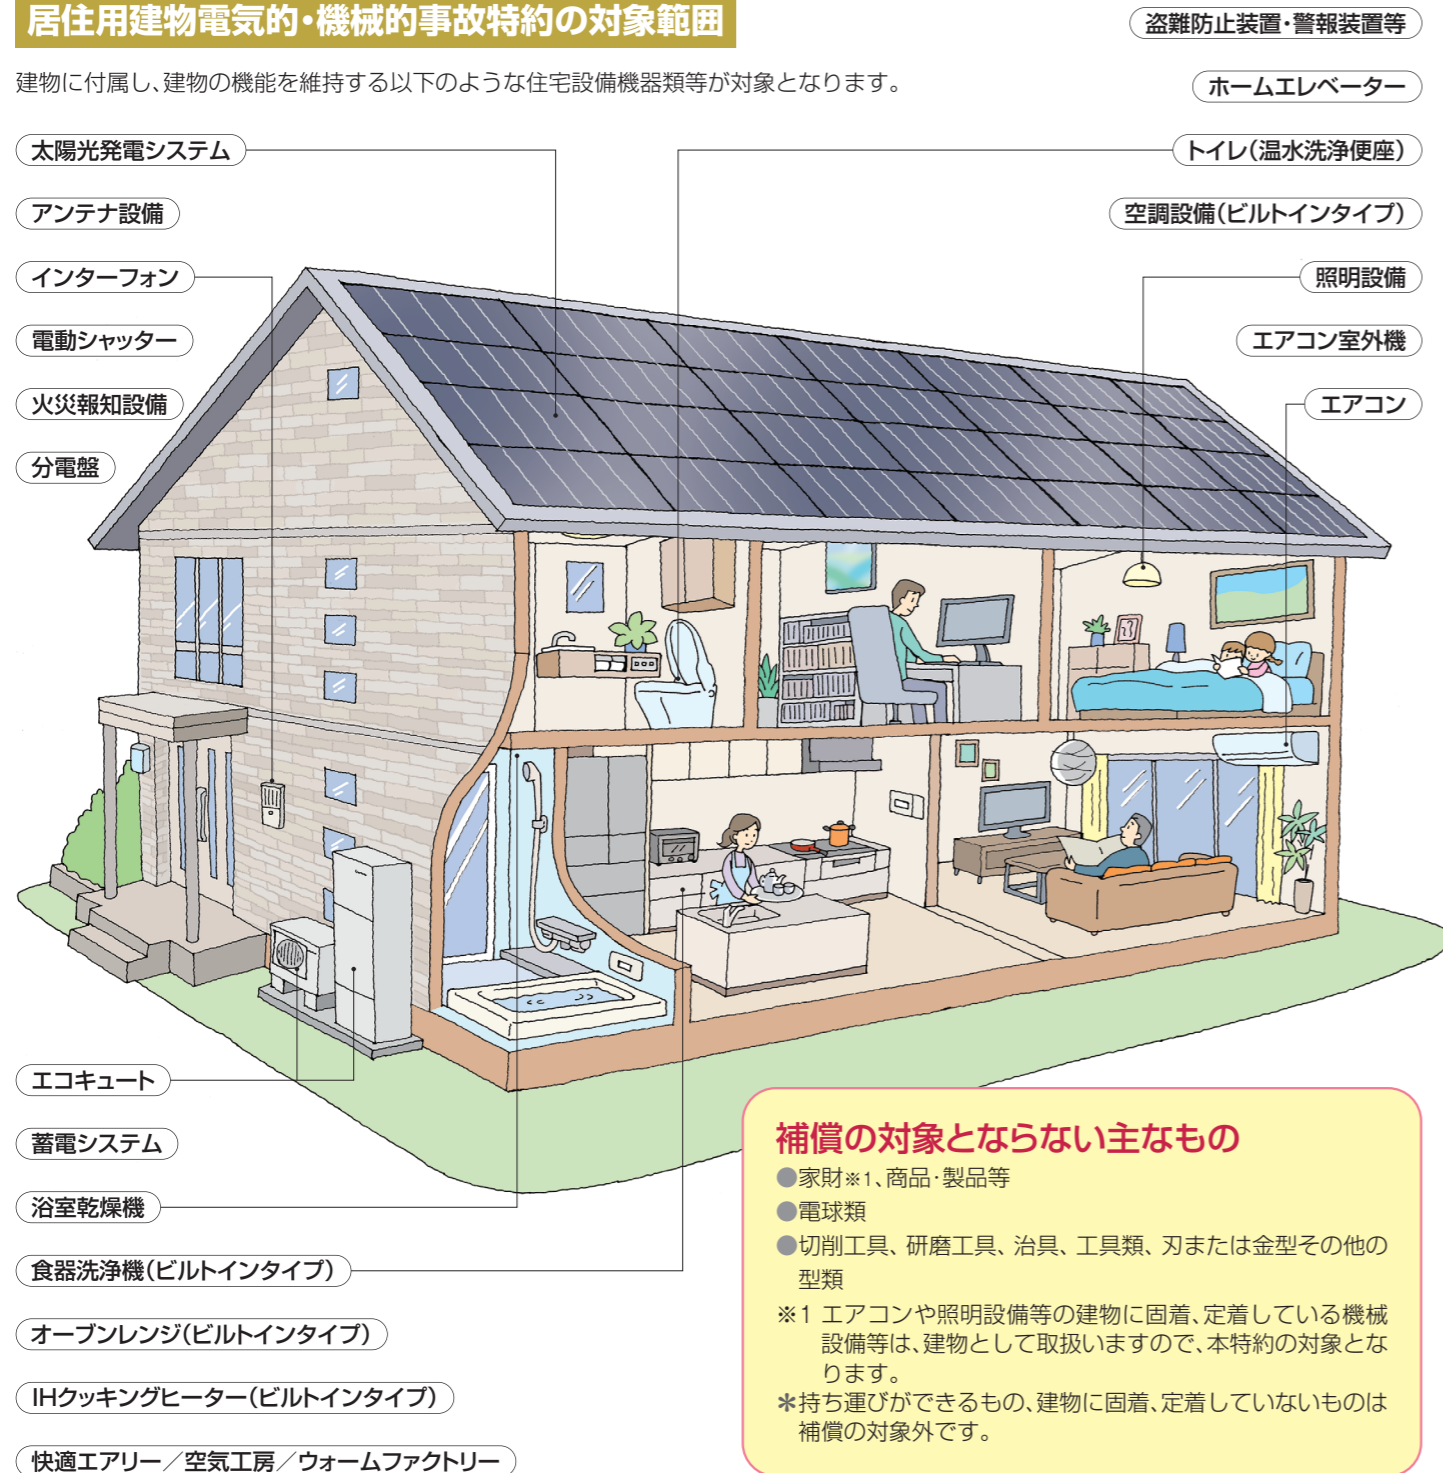 居住用建物電気的・機械的事故特約の対象範囲
建物に付属し、建物の機能を維持する以下のような住宅設備機器類等が対象となります。
太陽光発電システム
アンテナ設備
インターフォン
電動シャッター
火災報知設備
分電盤
盗難防止装置・警報装置等
ホームエレベーター
トイレ(温水洗浄便座)
空調設備(ビルトインタイプ)
照明設備
エアコン室外機
エアコン
エコキュート
蓄電システム
浴室乾燥機
食器洗浄機(ビルトインタイプ)
オーブンレンジ(ビルトインタイプ)
IHクッキングヒーター(ビルトインタイプ)
快適エアリー/空気工房/ウォームファクトリー
補償の対象とならない主なもの
●家財※1、商品・製品等
●電球類
●切削工具、研磨工具、治具、工具類、刃または金型その他の
型類
※1 エアコンや照明設備等の建物に固着、定着している機械
設備等は、建物として取扱いますので、本特約の対象とな
ります。
＊持ち運びができるもの、建物に固着、定着していないものは
補償の対象外です。